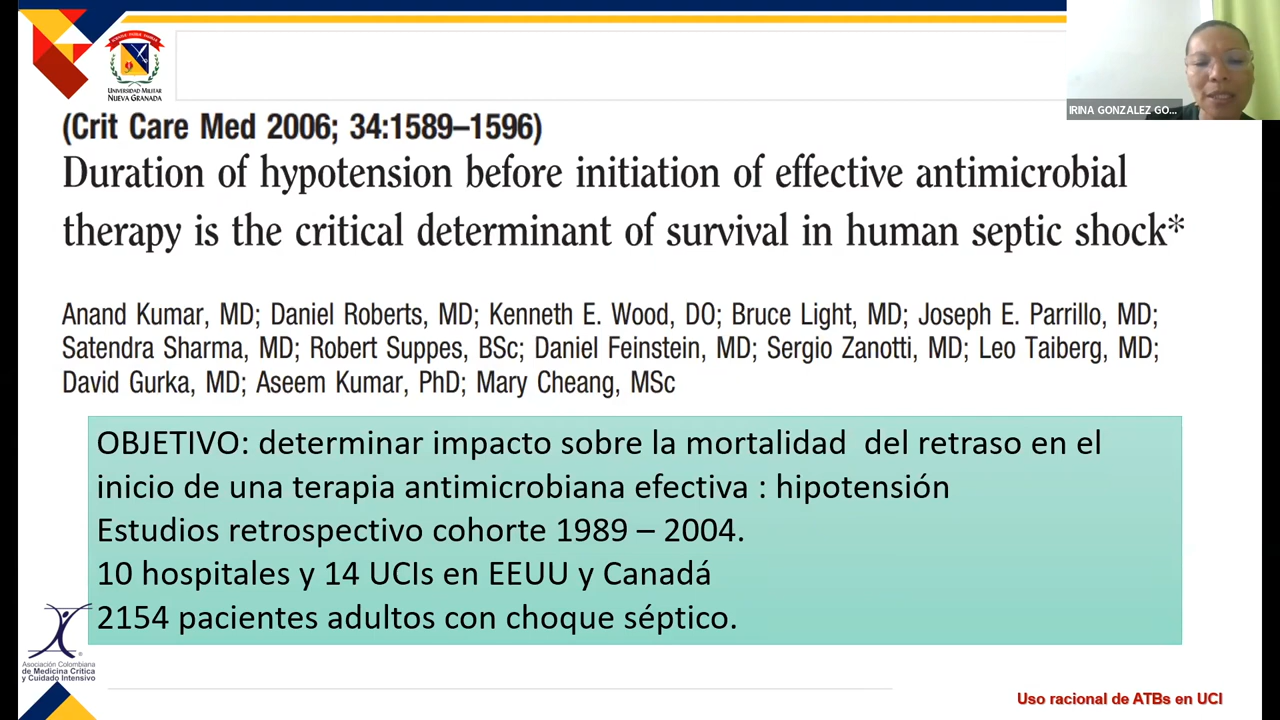 UNIVERSIDAD MILITAR
NUEVA GRANADA
IRINA GONZALEZ GO...
(Crit Care Med 2006; 34:1589–1596)
Duration of hypotension before initiation of effective antimicrobial
therapy is the critical determinant of survival in human septic shock*
Anand Kumar, MD; Daniel Roberts, MD; Kenneth E. Wood, DO; Bruce Light, MD; Joseph E. Parrillo, MD;
Satendra Sharma, MD; Robert Suppes, BSc; Daniel Feinstein, MD; Sergio Zanotti, MD; Leo Taiberg, MD;
David Gurka, MD; Aseem Kumar, PhD; Mary Cheang, MSc
OBJETIVO: determinar impacto sobre la mortalidad del retraso en el
inicio de una terapia antimicrobiana efectiva : hipotensión
Estudios retrospectivo cohorte 1989 – 2004.
10 hospitales y 14 UCIs en EEUU y Canadá
2154 pacientes adultos con choque séptico.
Asociación Colombiana
de Medicina Crítica
y Cuidado Intensivo
Uso racional de ATBs en UCI